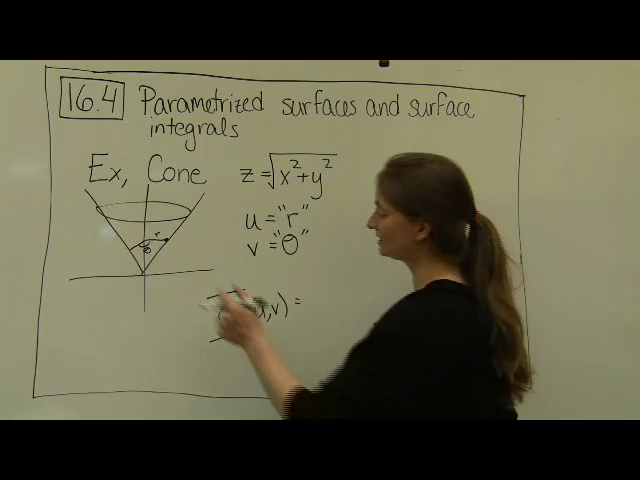 16.4 Parametrized surfaces and surface
integrals
Ex, Cone
z = √x²+y²
u = "r"
v = "θ"
r
θ
u,v) =